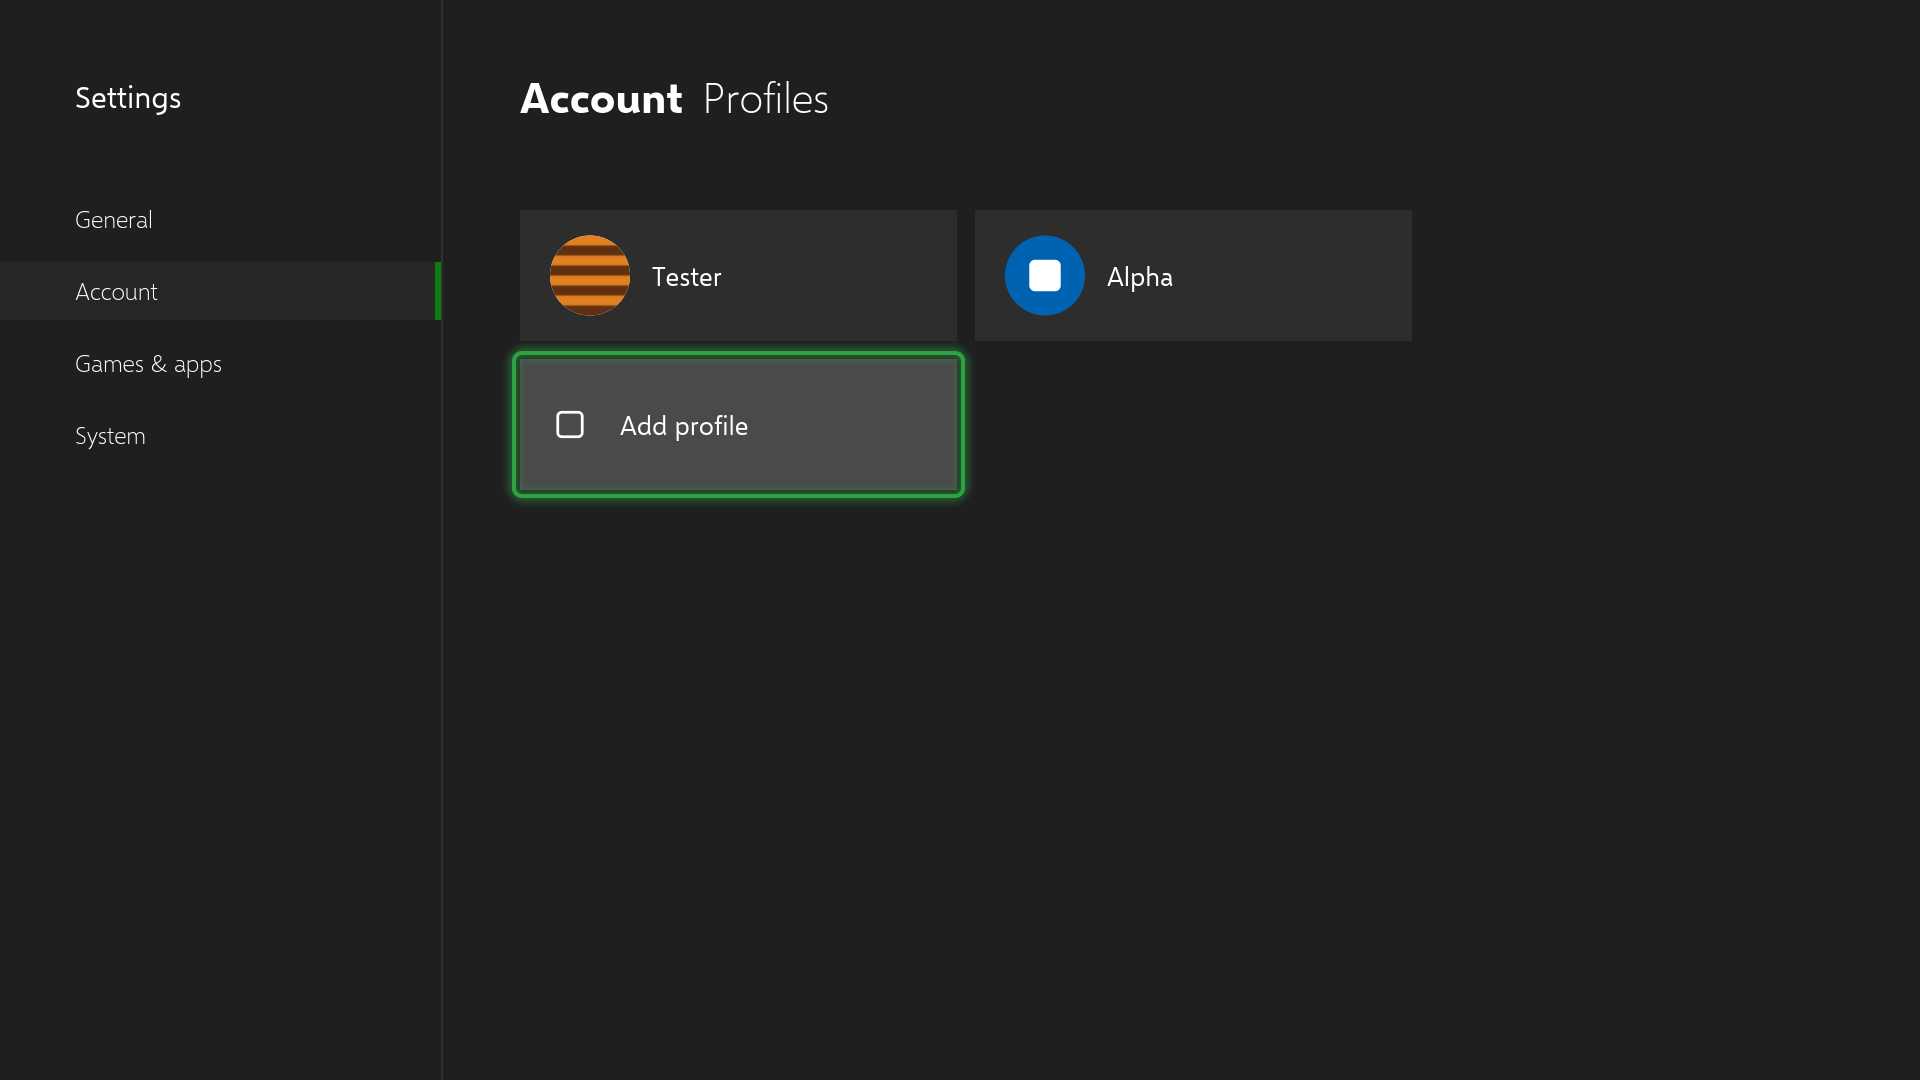 Settings
General
Account
Games & apps
System
Account Profiles
Tester
Alpha
Add profile